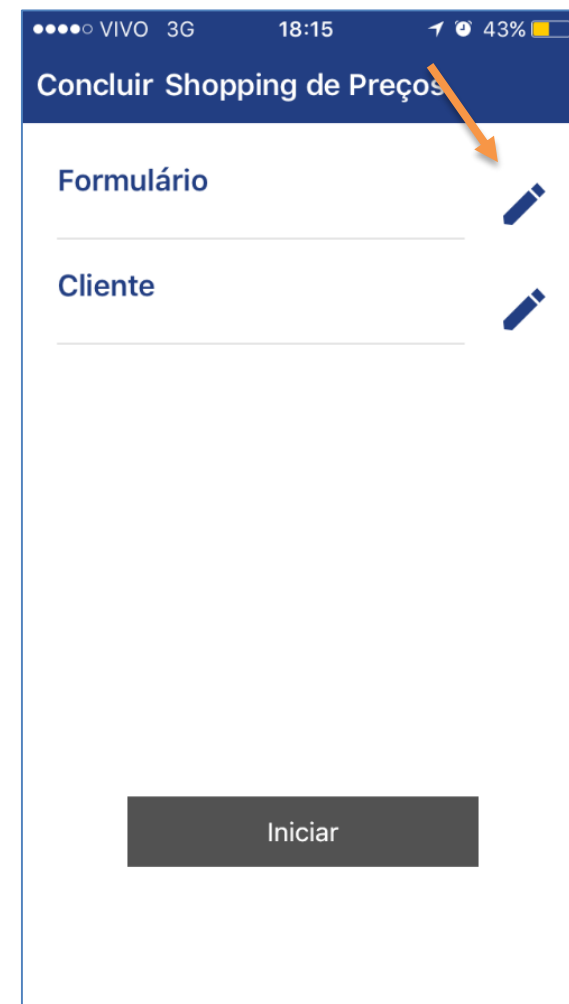 VIVO 3G 18:15 43%
Concluir Shopping de Preços
Formulário
Cliente
Iniciar